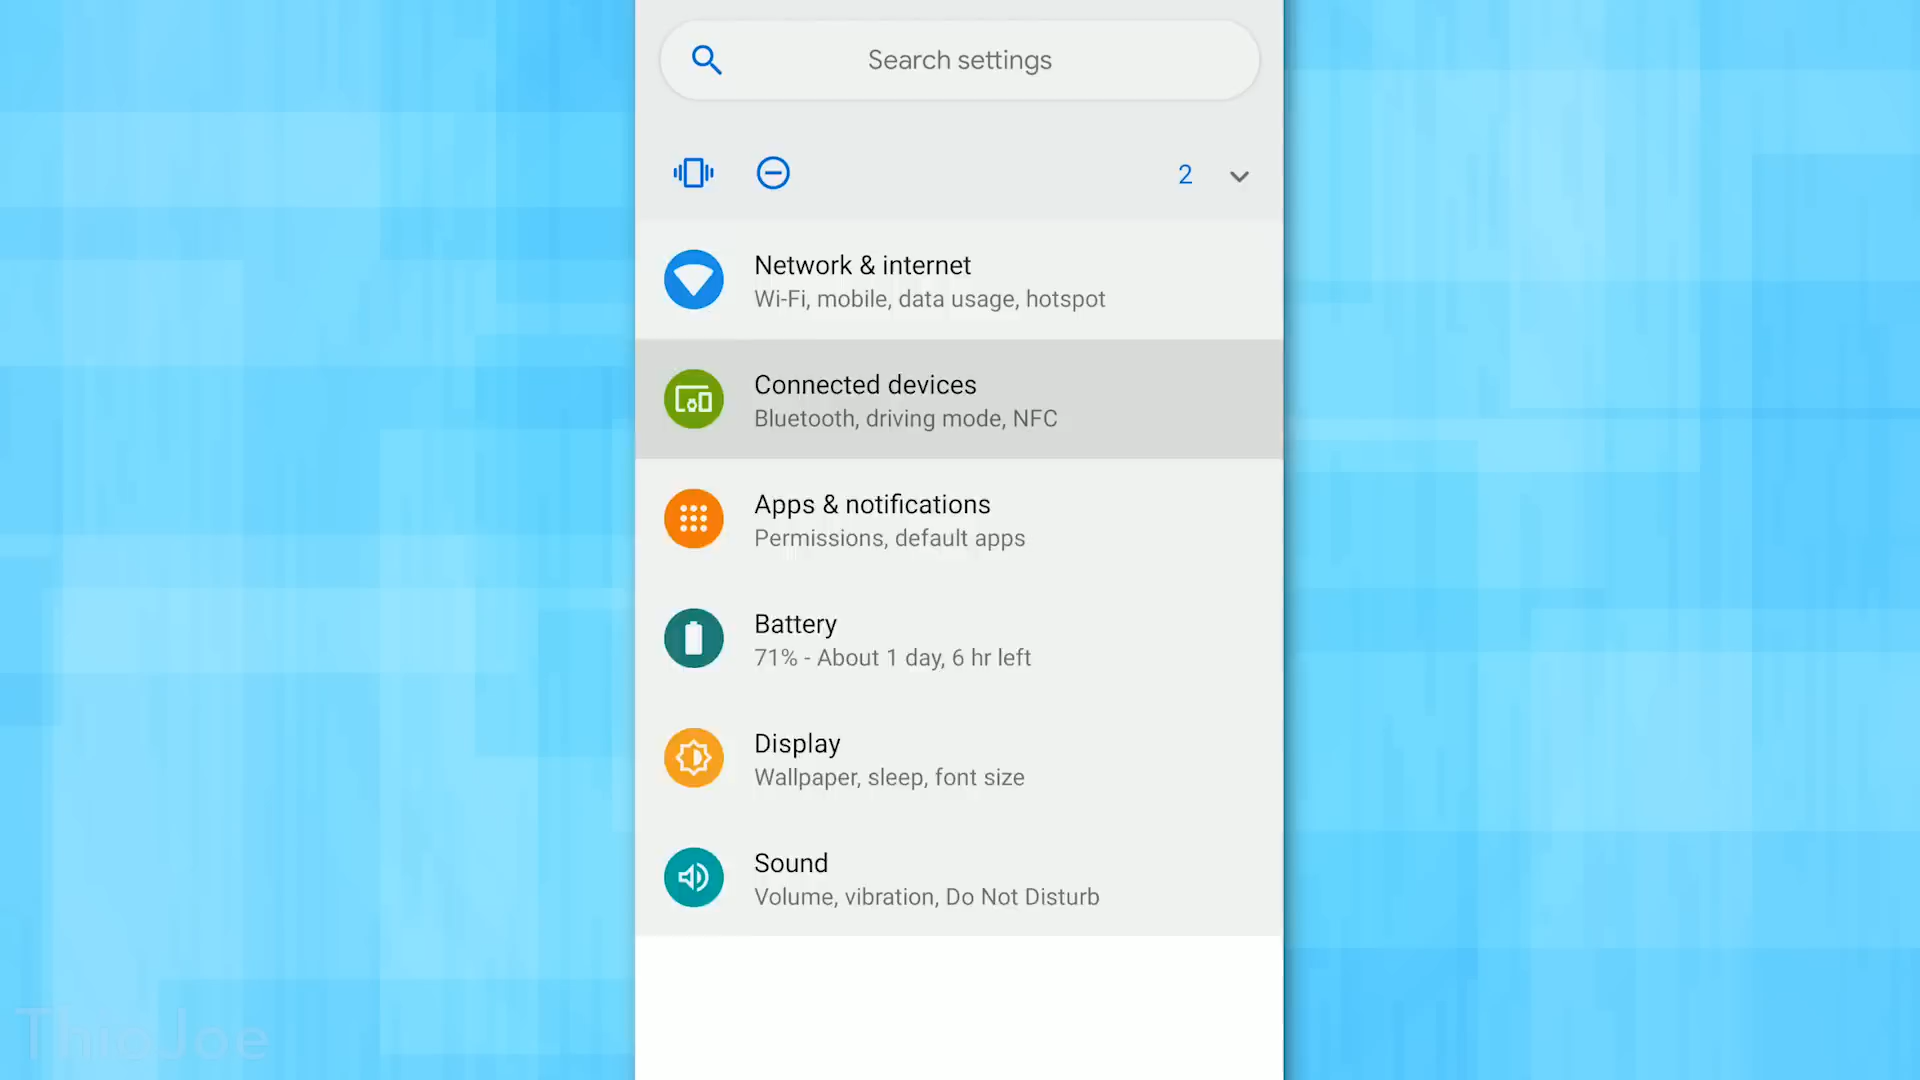 Search settings
2
Network & internet
Wi-Fi, mobile, data usage, hotspot
Connected devices
Bluetooth, driving mode, NFC
Apps & notifications
Permissions, default apps
Battery
71% - About 1 day, 6 hr left
Display
Wallpaper, sleep, font size
Sound
Volume, vibration, Do Not Disturb
ThioJoe